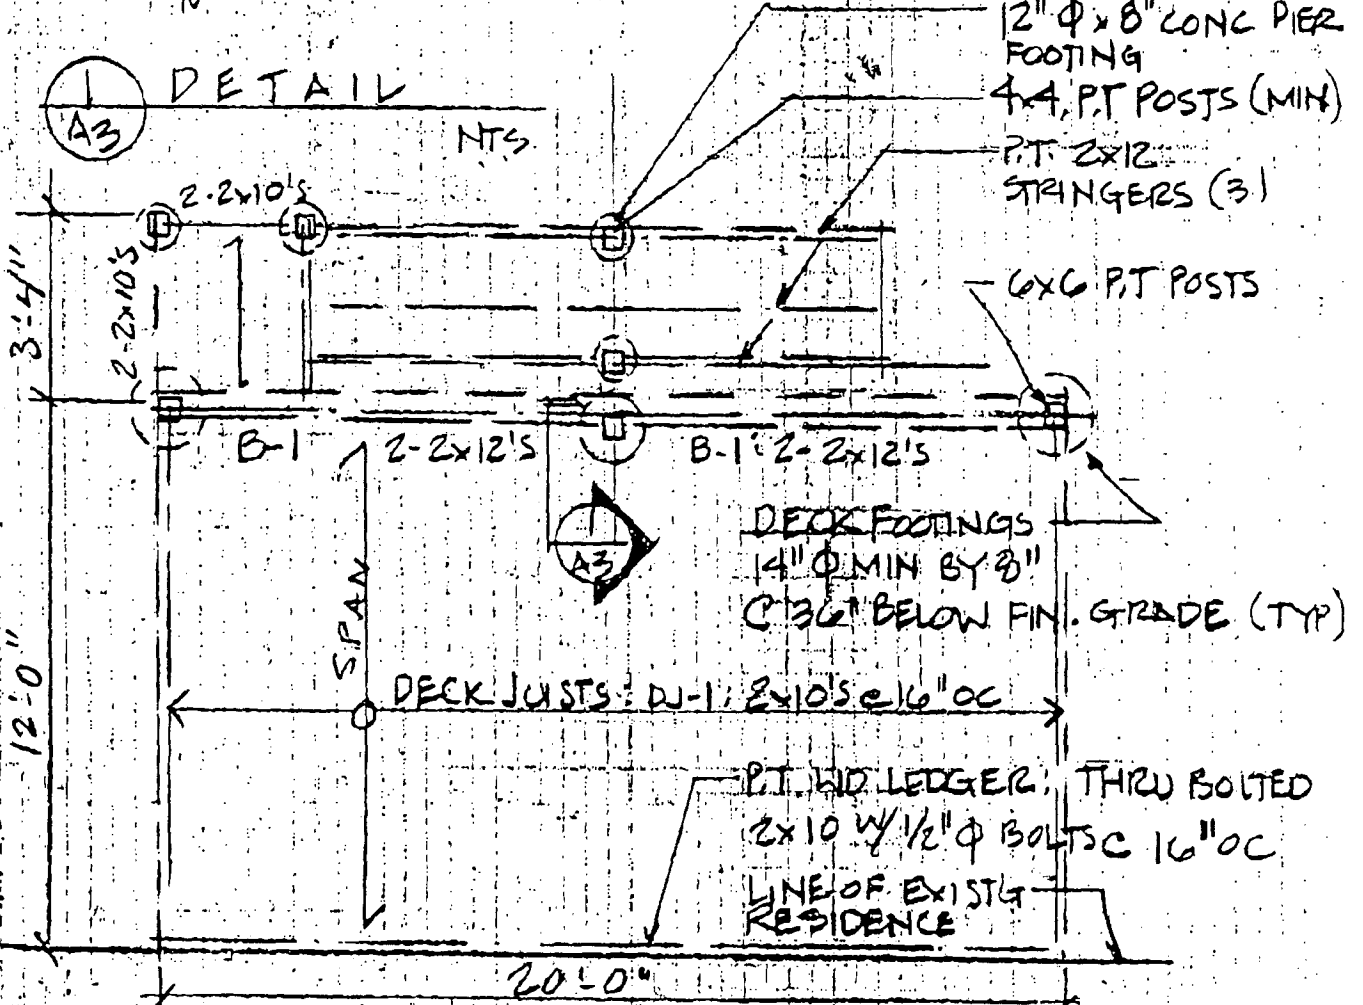 12" Φ x 8" CONC PIER
FOOTING
4x4 P.T POSTS (MIN)
P.T. 2x12
STRINGERS (3)
1
A3
DETAIL
NTS.
2-2x10'S
2-2x10'S
3'-4"
6x6 P.T POSTS
B-1
2-2x12'S
B-1: 2-2x12'S
DECK FOOTINGS
14" Φ MIN BY 8"
@ 36" BELOW FIN. GRADE (TYP)
1
A3
SPAN
12'-0"
DECK JOISTS: DJ-1: 2x10'S @ 16" OC
P.T. WD LEDGER: THRU BOLTED
2x10 W/ 1/2" Φ BOLTS @ 16" OC
LINE OF EXISTG
RESIDENCE
20'-0"